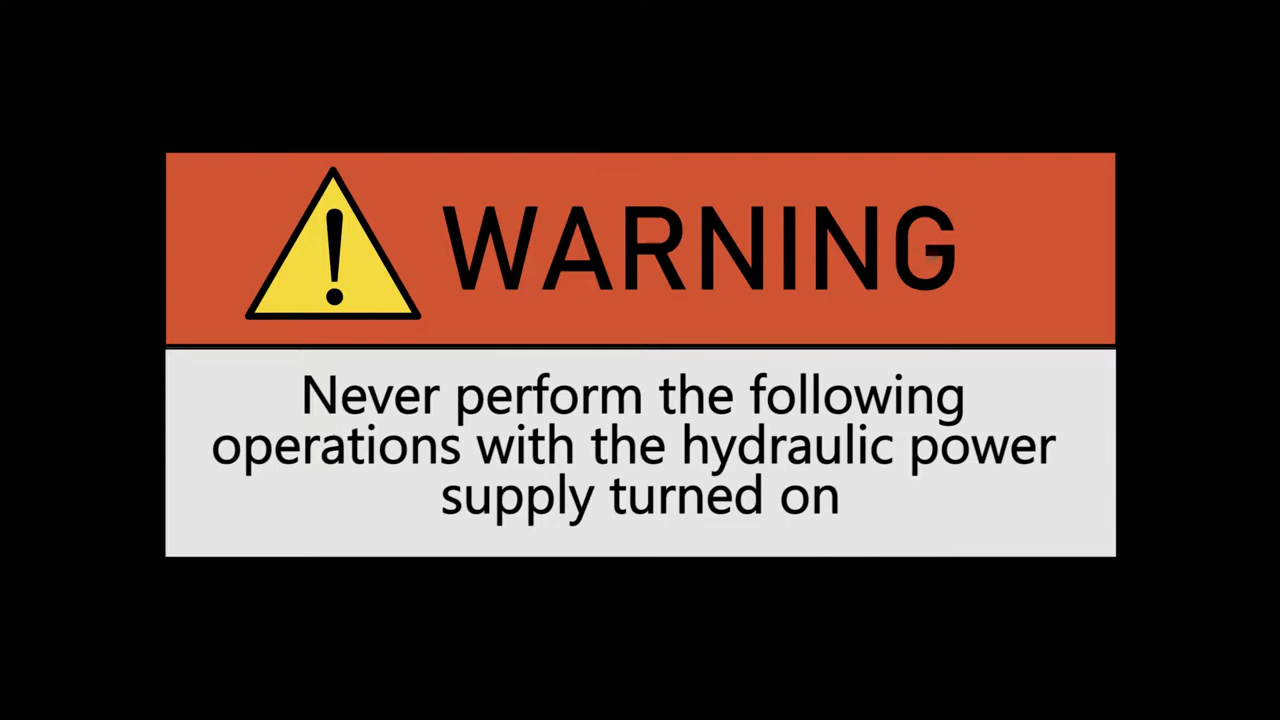 WARNING
Never perform the following
operations with the hydraulic power
supply turned on